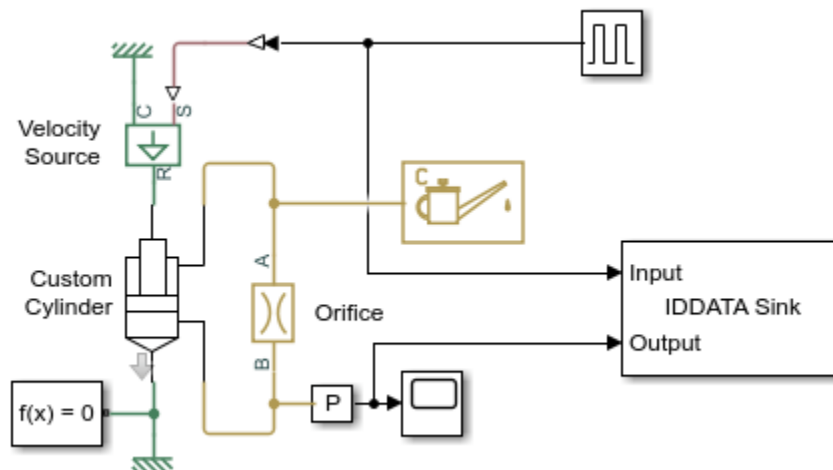 C
S
Velocity
Source
R
C
A
Custom
Cylinder
Input
IDDATA Sink
Orifice
Output
B
f(x) = 0
P